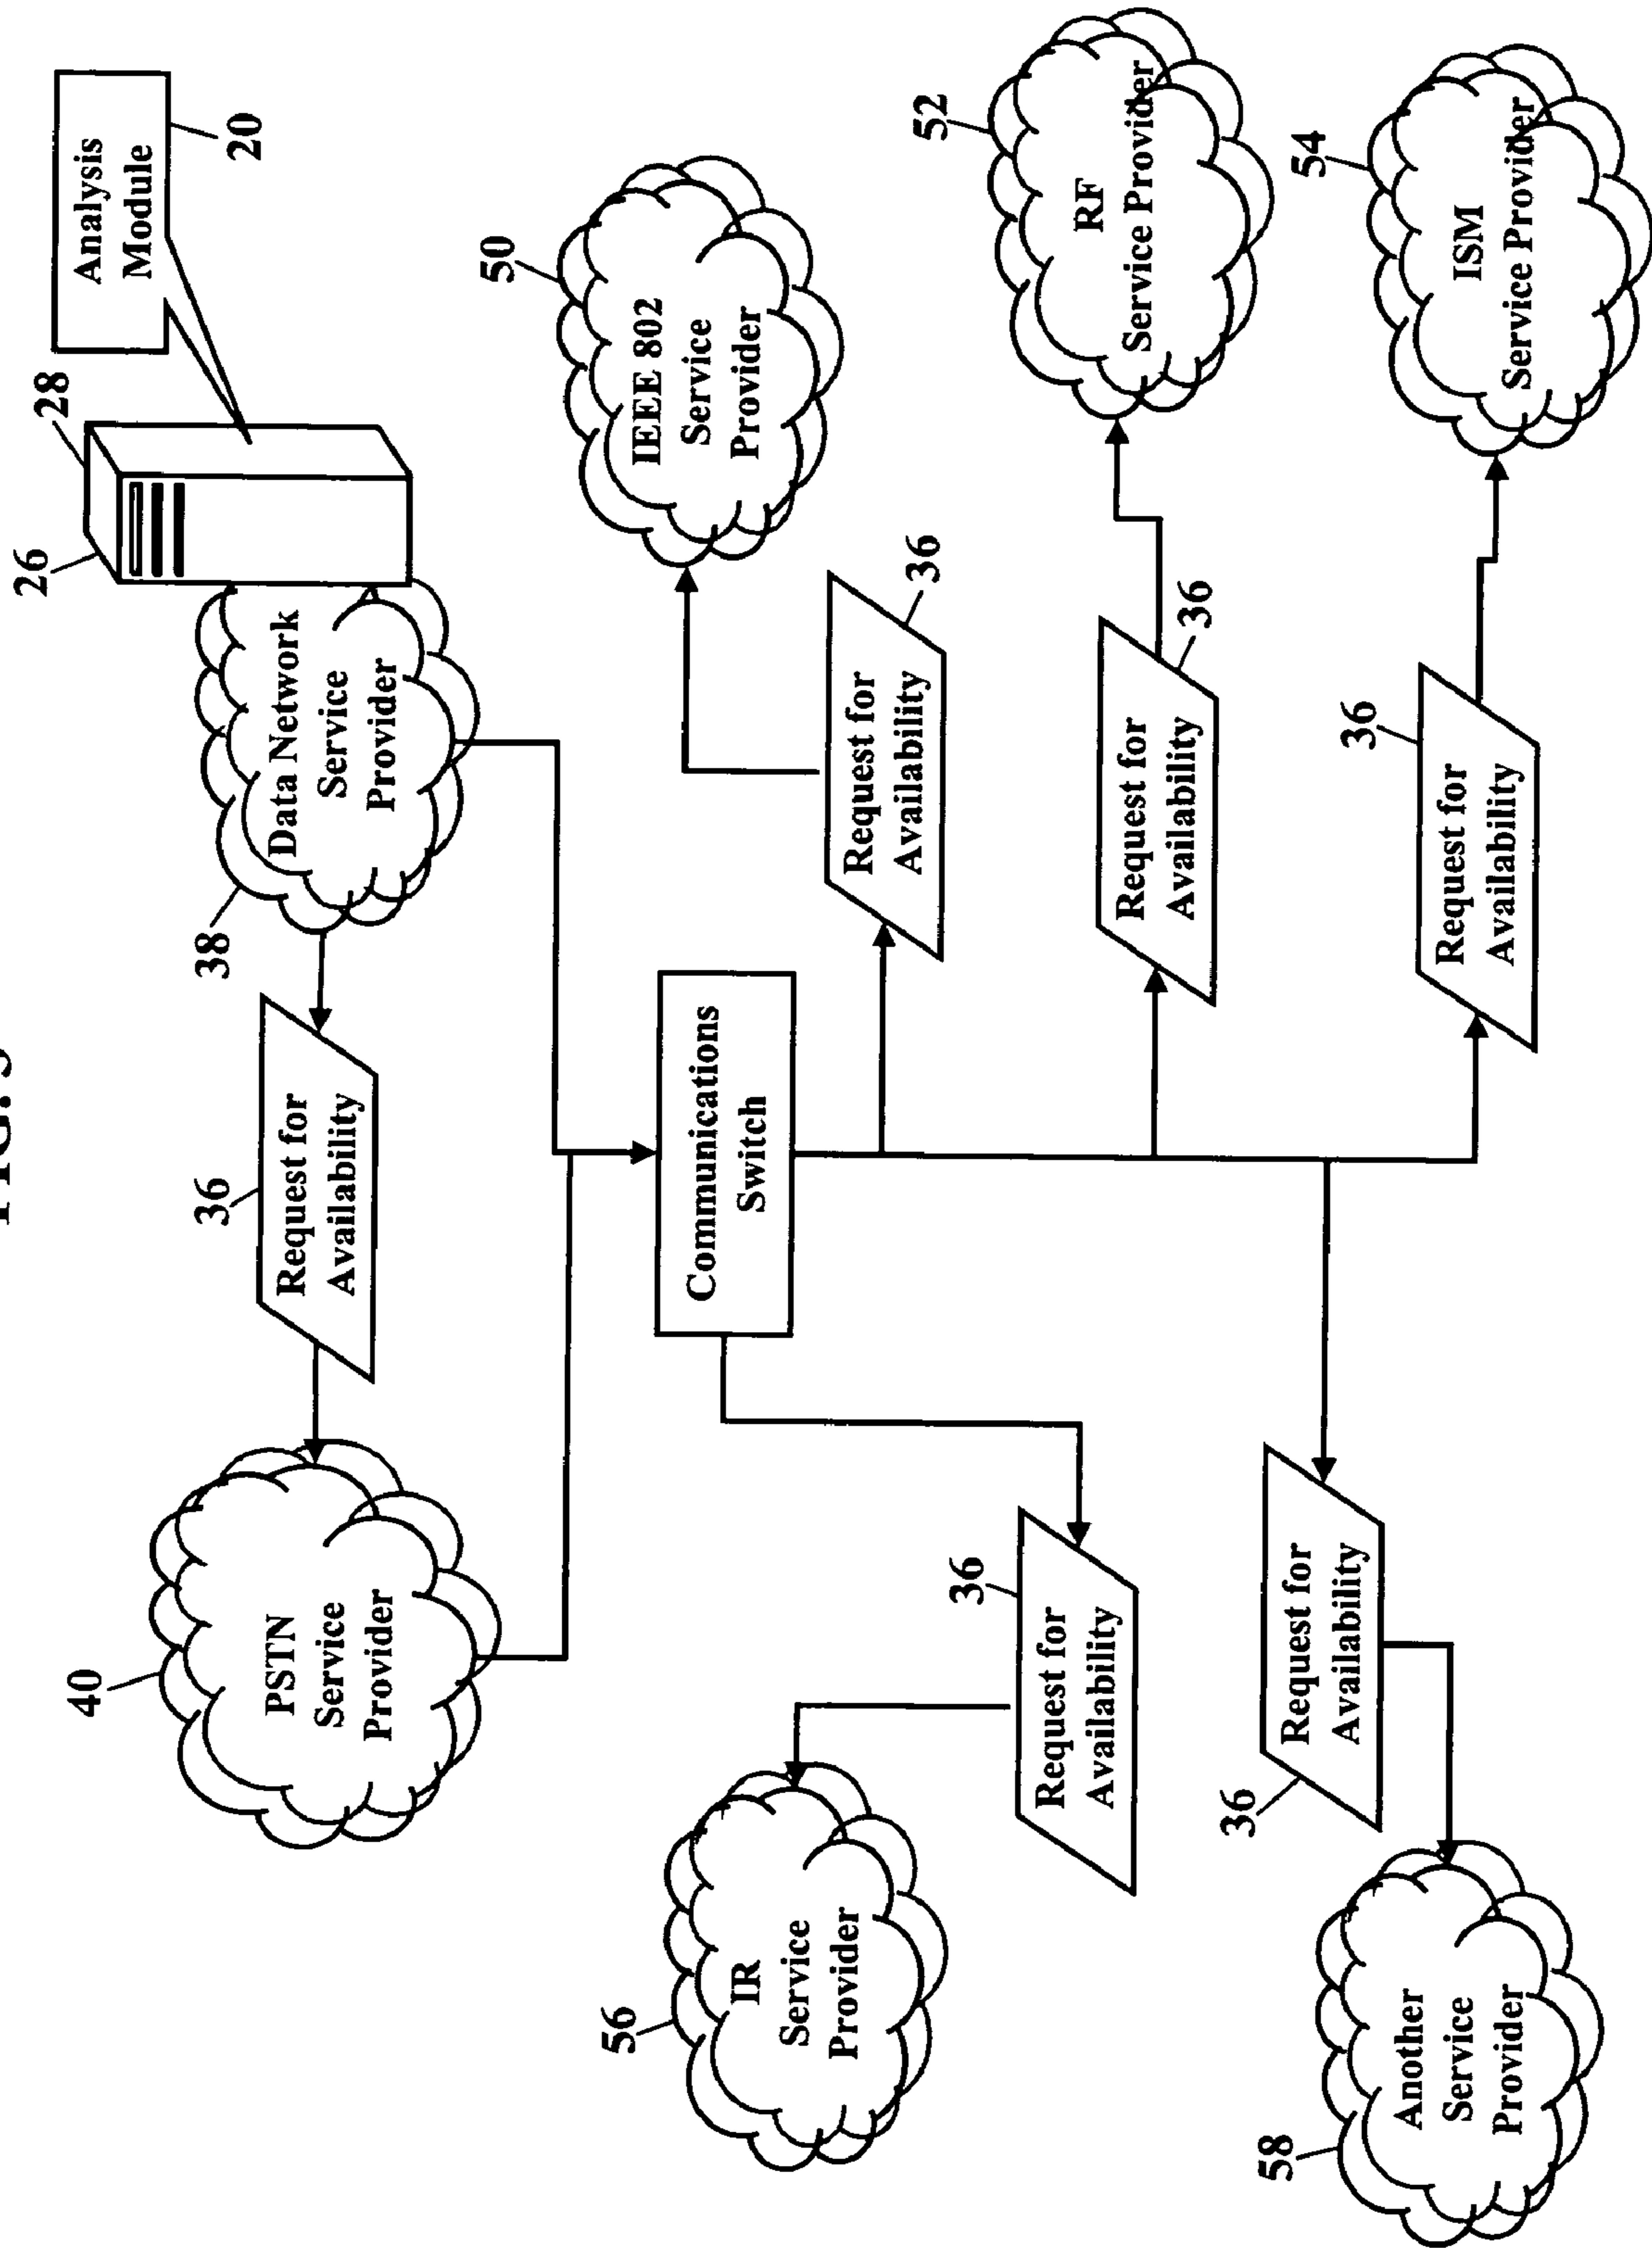 FIG.
26
28
Analysis
Module
20
40
PSTN
Service
Provider
36
Request for
Availability
38
Data Network
Service
Provider
50
IEEE 802
Service
Provider
56
IR
Service
Provider
Communications
Switch
36
Request for
Availability
36
Request for
Availability
52
RF
Service Provider
36
Request for
Availability
58
Another
Service
Provider
36
Request for
Availability
36
Request for
Availability
54
ISM
Service Provider